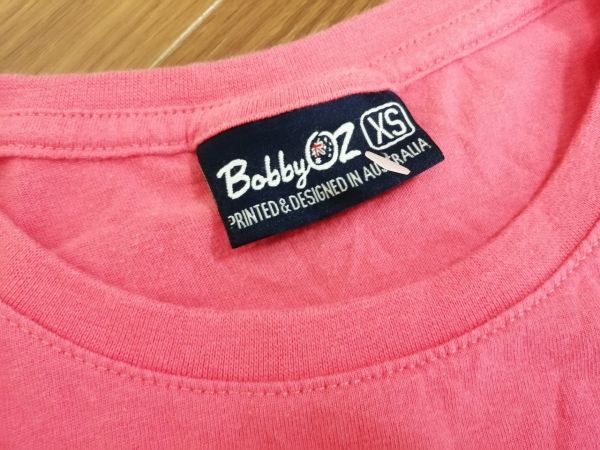 BobbyOZ XS
PRINTED & DESIGNED IN AUSTRALIA